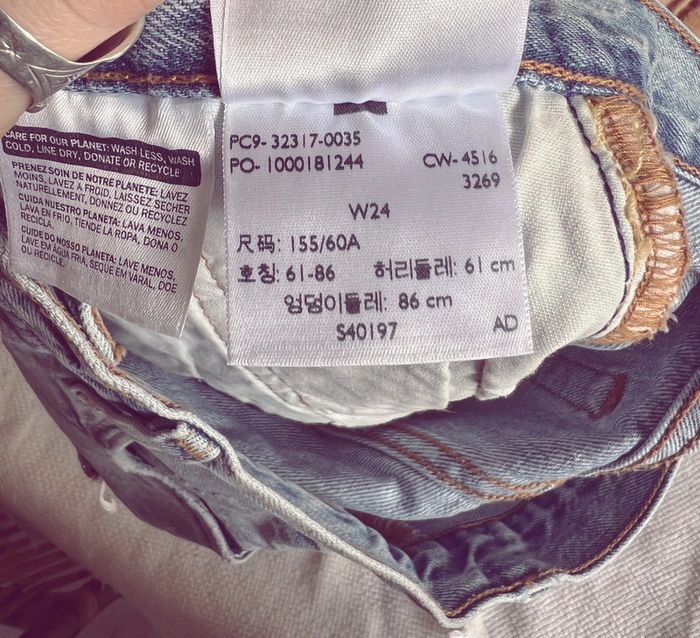 CARE FOR OUR PLANET: WASH LESS, WASH
COLD, LINE DRY, DONATE OR RECYCLE
PRENEZ SOIN DE NOTRE PLANETE: LAVEZ
MOINS, LAVEZ A FROID, LAISSEZ SECHER
NATURELLEMENT, DONNEZ OU RECYCLEZ
CUIDA NUESTRO PLANETA: LAVA MENOS,
LAVA EN FRIO, TIENDE LA ROPA, DONA O
RECICLA.
CUIDE DO NOSSO PLANETA: LAVE MENOS,
LAVE EM AGUA FRIA, SEQUE EM VARAL, DOE
OU RECICLE.
PC9- 32317-0035
PO- 1000181244 CW- 4516
3269
W24
尺码: 155/60A
호칭: 61-86 허리둘레: 61 cm
엉덩이둘레: 86 cm
S40197 AD